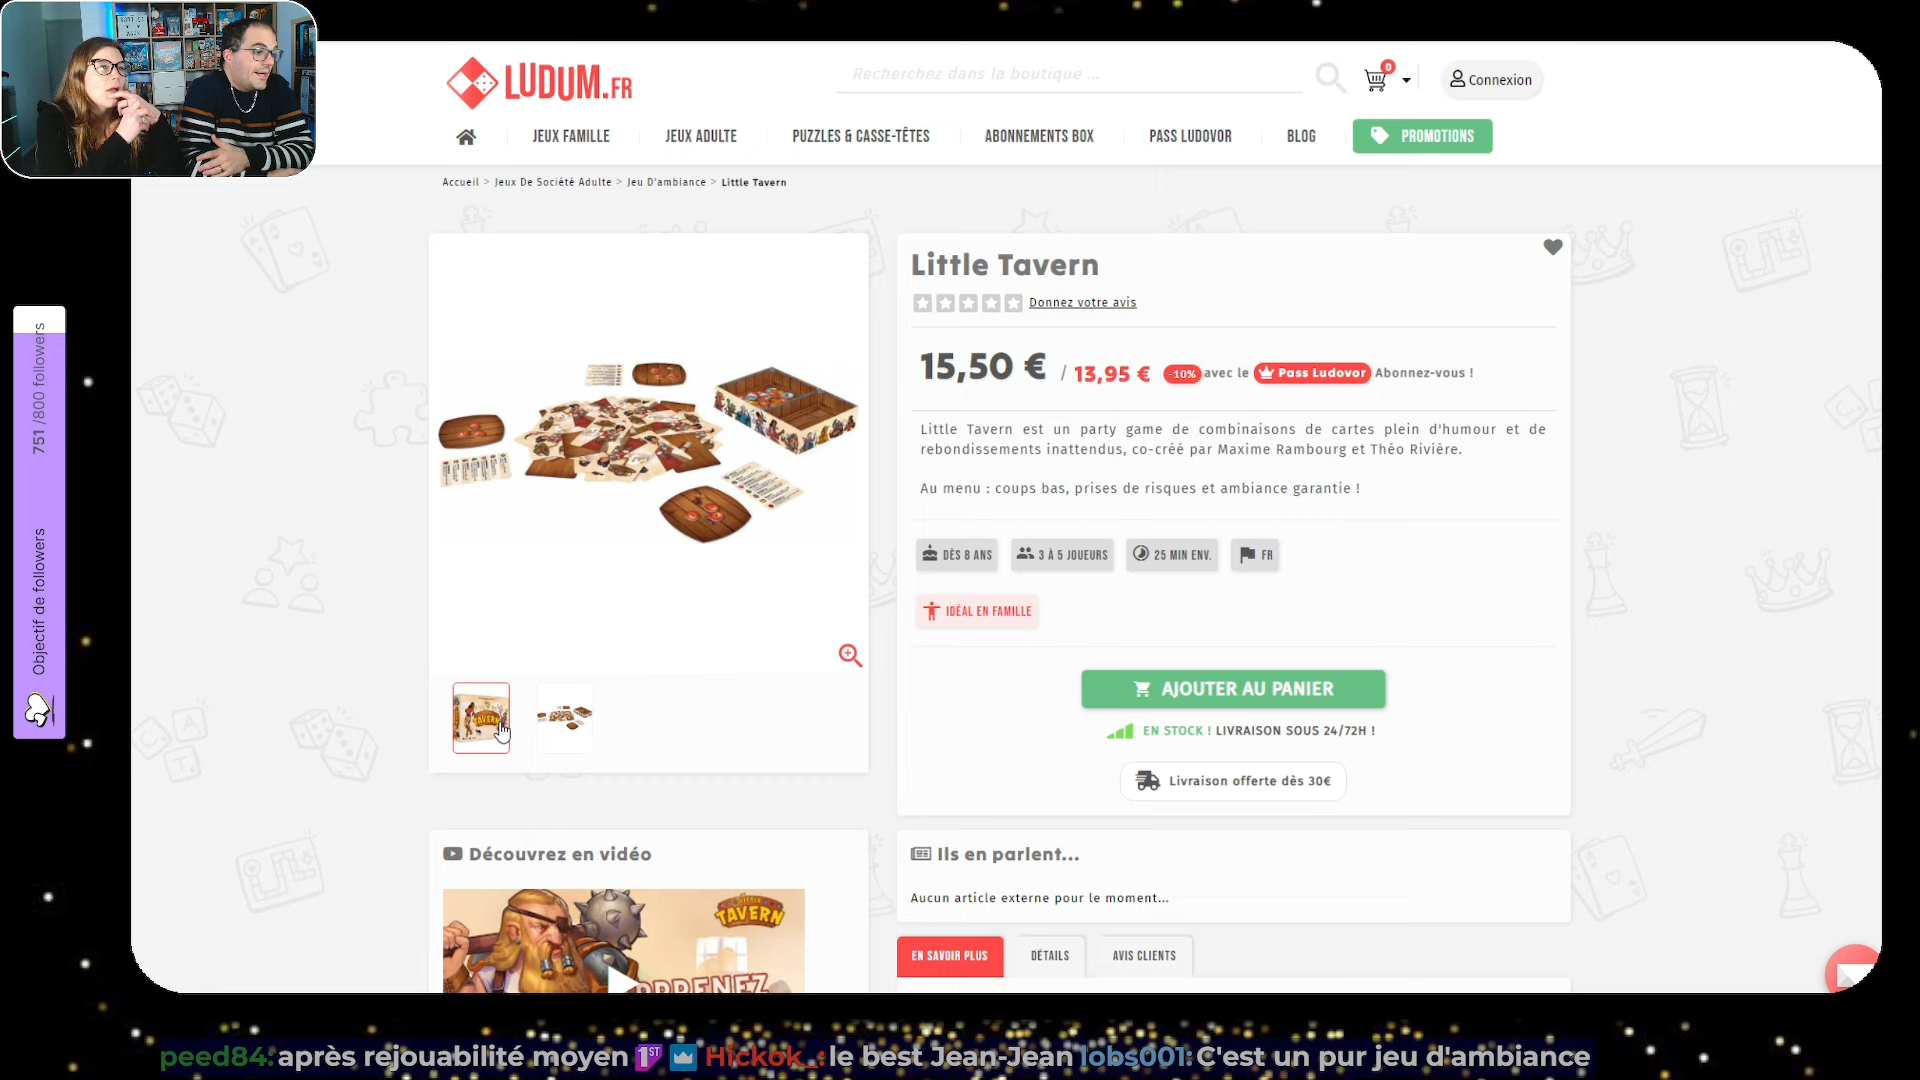 LUDUM.FR
Recherchez dans la boutique ...
0
Connexion
JEUX FAMILLE
JEUX ADULTE
PUZZLES & CASSE-TÊTES
ABONNEMENTS BOX
PASS LUDOVOR
BLOG
PROMOTIONS
Accueil > Jeux De Société Adulte > Jeu D'ambiance > Little Tavern
Little Tavern
Donnez votre avis
15,50 € / 13,95 € -10% avec le Pass Ludovor Abonnez-vous !
Little Tavern est un party game de combinaisons de cartes plein d'humour et de
rebondissements inattendus, co-créé par Maxime Rambourg et Théo Rivière.
Au menu : coups bas, prises de risques et ambiance garantie !
DÈS 8 ANS
3 À 5 JOUEURS
25 MIN ENV.
FR
IDÉAL EN FAMILLE
AJOUTER AU PANIER
EN STOCK ! LIVRAISON SOUS 24/72H !
Livraison offerte dès 30€
TAVERN
Découvrez en vidéo
TAVERN
Ils en parlent...
Aucun article externe pour le moment...
EN SAVOIR PLUS
DÉTAILS
AVIS CLIENTS
751 /800 followers
Objectif de followers
peed84: après rejouabilité moyen 1ST Hickok_: le best Jean-Jean lobs001: C'est un pur jeu d'ambiance